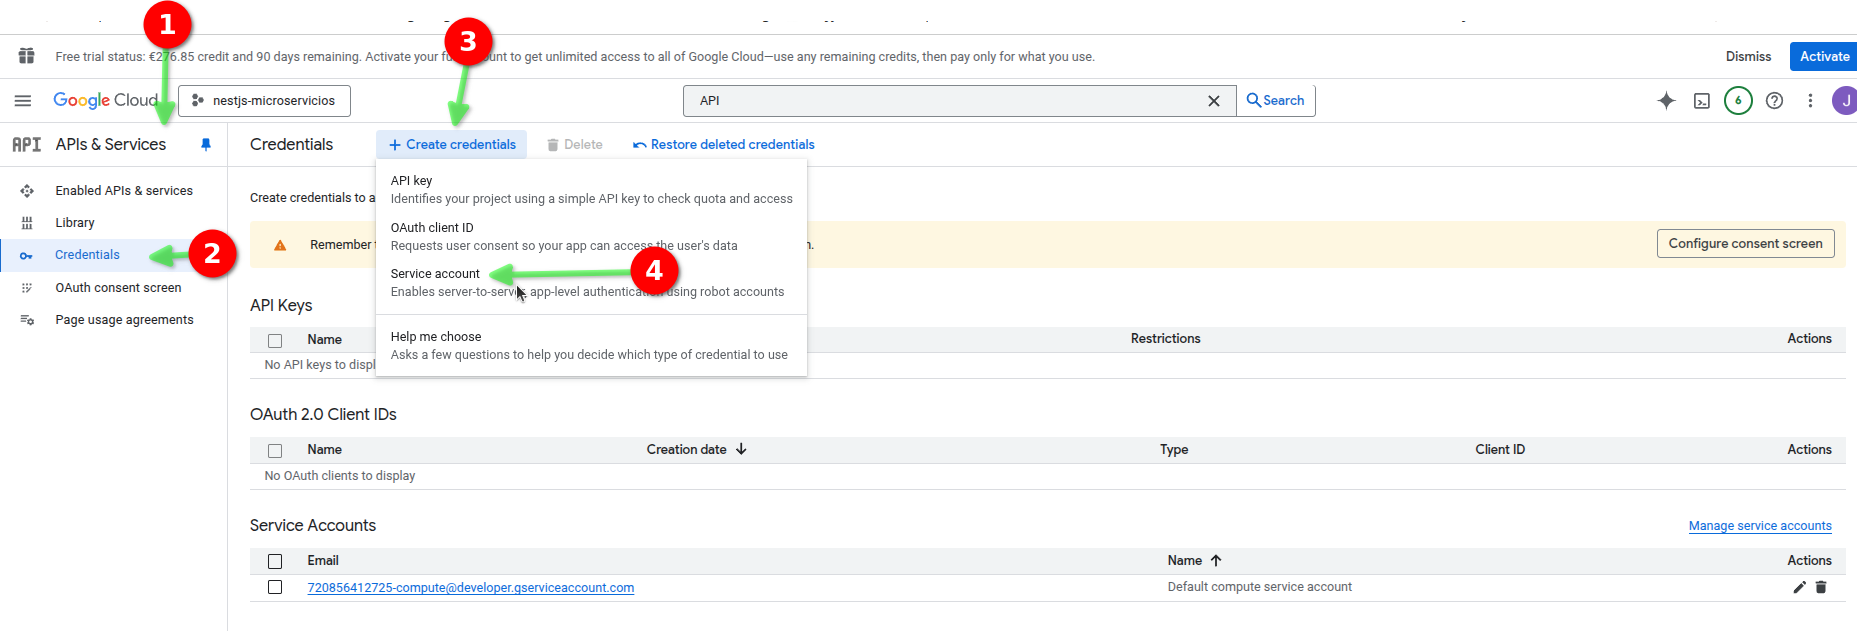 1
3
Free trial status: €276.85 credit and 90 days remaining. Activate your fu ount to get unlimited access to all of Google Cloud—use any remaining credits, then pay only for what you use.
Dismiss
Activate
Google Cloud
nestjs-microservicios
API
Search
6
J
API
APIs & Services
Credentials
+ Create credentials
Delete
Restore deleted credentials
Enabled APIs & services
Library
Credentials
2
OAuth consent screen
Page usage agreements
Create credentials to a
API key
Identifies your project using a simple API key to check quota and access
OAuth client ID
Requests user consent so your app can access the user's data
Service account
4
Enables server-to-server, app-level authentication using robot accounts
Help me choose
Asks a few questions to help you decide which type of credential to use
Remember
Configure consent screen
API Keys
Name
Restrictions
Actions
No API keys to displ
OAuth 2.0 Client IDs
Name
Creation date
Type
Client ID
Actions
No OAuth clients to display
Service Accounts
Manage service accounts
Email
Name
Actions
720856412725-compute@developer.gserviceaccount.com
Default compute service account